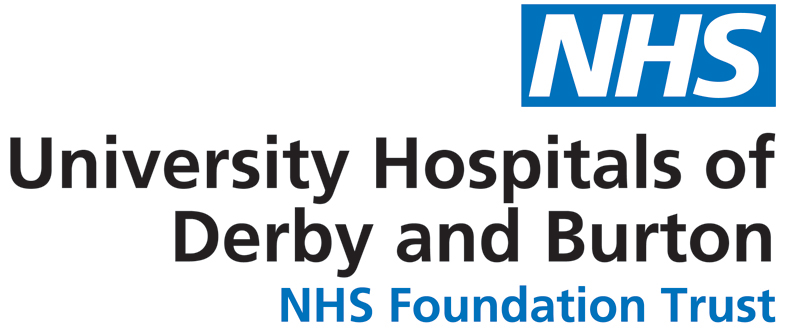 NHS
University Hospitals of
Derby and Burton
NHS Foundation Trust